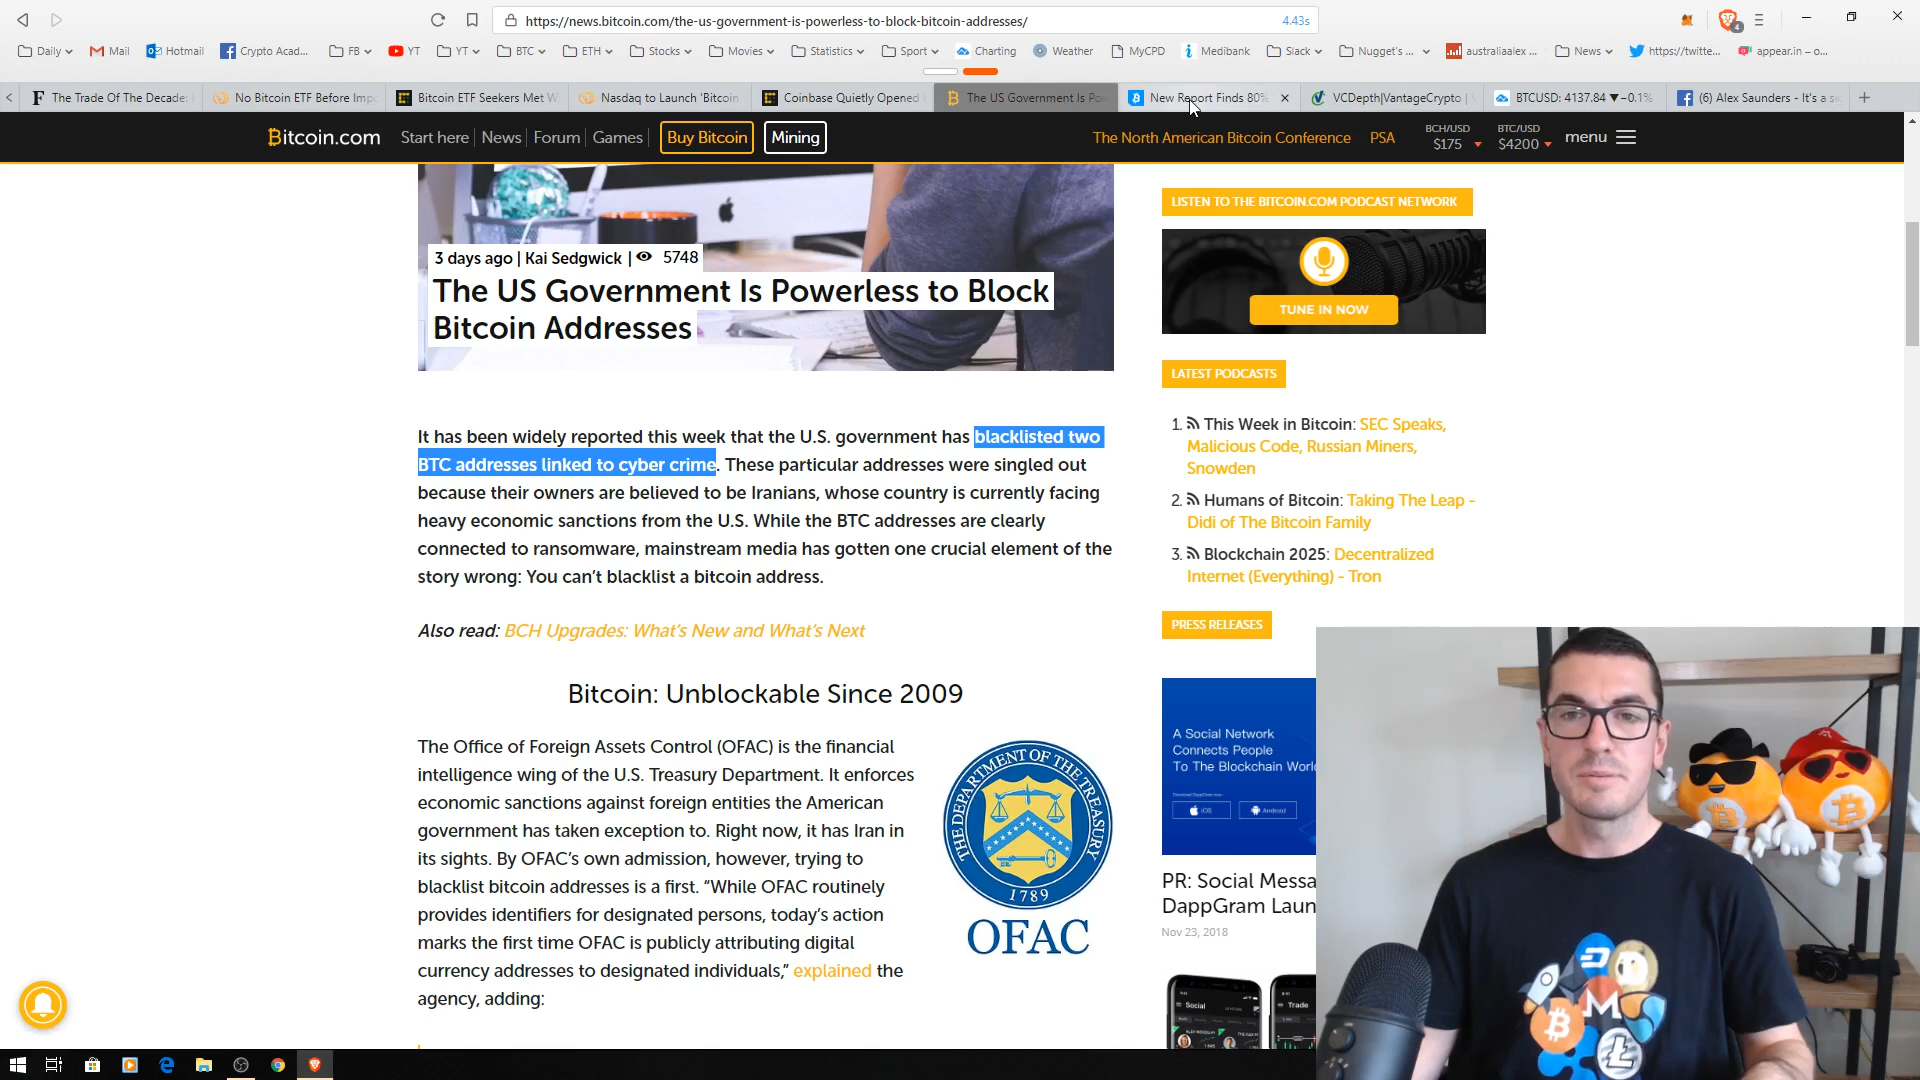 https://news.bitcoin.com/the-us-government-is-powerless-to-block-bitcoin-addresses/
4.43s
4
Daily
Mail
Hotmail
Crypto Acad...
FB
YT
YT
BTC
ETH
Stocks
Movies
Statistics
Sport
Charting
Weather
MyCPD
Medibank
Slack
Nugget's ...
australiaalex ...
News
https://twitte...
appear.in – o...
The Trade Of The Decade:
No Bitcoin ETF Before Imp
Bitcoin ETF Seekers Met W
Nasdaq to Launch 'Bitcoin
Coinbase Quietly Opened
The US Government Is Po
New Report Finds 80%
VCDepth|VantageCrypto |
BTCUSD: 4137.84 ▼−0.1%
(6) Alex Saunders - It's a s
Bitcoin.com
Start here
News
Forum
Games
Buy Bitcoin
Mining
The North American Bitcoin Conference
PSA
BCH/USD
$175
BTC/USD
$4200
menu
3 days ago | Kai Sedgwick | 5748
The US Government Is Powerless to Block
Bitcoin Addresses
It has been widely reported this week that the U.S. government has blacklisted two
BTC addresses linked to cyber crime. These particular addresses were singled out
because their owners are believed to be Iranians, whose country is currently facing
heavy economic sanctions from the U.S. While the BTC addresses are clearly
connected to ransomware, mainstream media has gotten one crucial element of the
story wrong: You can't blacklist a bitcoin address.
Also read: BCH Upgrades: What's New and What's Next
Bitcoin: Unblockable Since 2009
The Office of Foreign Assets Control (OFAC) is the financial
intelligence wing of the U.S. Treasury Department. It enforces
economic sanctions against foreign entities the American
government has taken exception to. Right now, it has Iran in
its sights. By OFAC's own admission, however, trying to
blacklist bitcoin addresses is a first. “While OFAC routinely
provides identifiers for designated persons, today's action
marks the first time OFAC is publicly attributing digital
currency addresses to designated individuals,” explained the
agency, adding:
THE DEPARTMENT OF THE TREASURY
1789
OFAC
LISTEN TO THE BITCOIN.COM PODCAST NETWORK
TUNE IN NOW
LATEST PODCASTS
1. This Week in Bitcoin: SEC Speaks,
Malicious Code, Russian Miners,
Snowden
2. Humans of Bitcoin: Taking The Leap -
Didi of The Bitcoin Family
3. Blockchain 2025: Decentralized
Internet (Everything) - Tron
PRESS RELEASES
A Social Network
Connects People
To The Blockchain Worl
iOS
Android
PR: Social Messa
DappGram Laun
Nov 23, 2018
Social
Trade